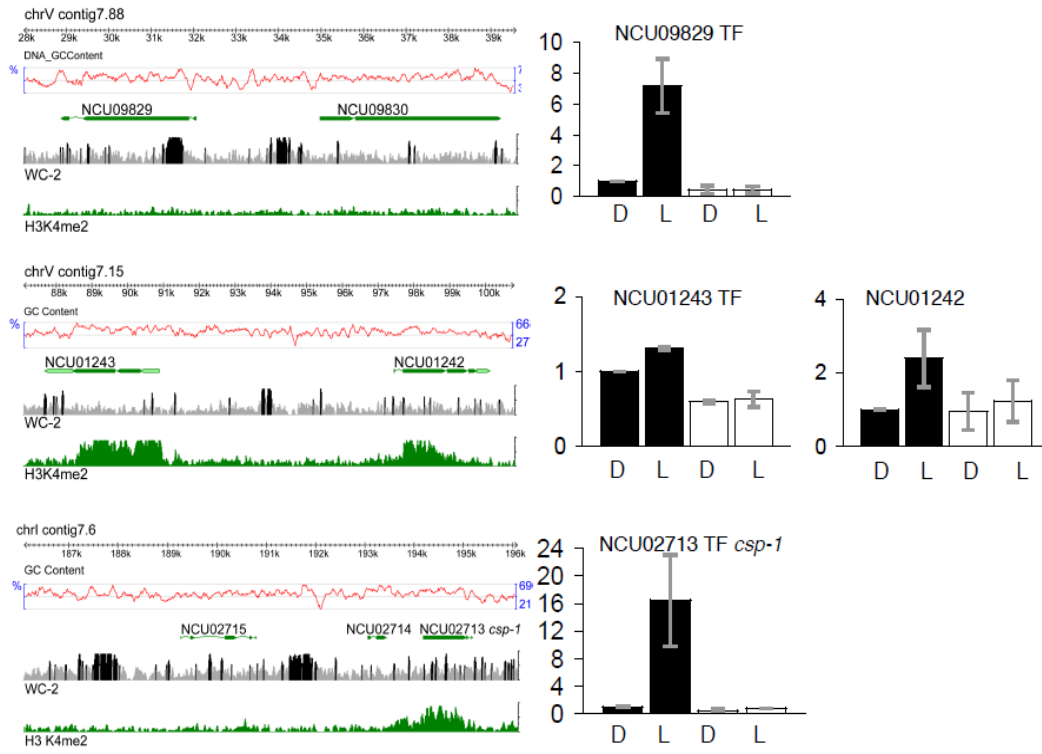 chrV contig7.88
28k 29k 30k 31k 32k 33k 34k 35k 36k 37k 38k 39k
DNA_GCContent
% 7
3
NCU09829 NCU09830
WC-2
H3K4me2
NCU09829 TF
10
8
6
4
2
0
D L D L
chrV contig7.15
88k 89k 90k 91k 92k 93k 94k 95k 96k 97k 98k 99k 100k
GC Content
% 66
27
NCU01243 NCU01242
WC-2
H3K4me2
NCU01243 TF
2
1
0
D L D L
NCU01242
4
2
0
D L D L
chrI contig7.6
187k 188k 189k 190k 191k 192k 193k 194k 195k 196k
GC Content
% 69
21
NCU02715 NCU02714 NCU02713 csp-1
WC-2
H3 K4me2
NCU02713 TF csp-1
24
20
16
12
8
4
0
D L D L